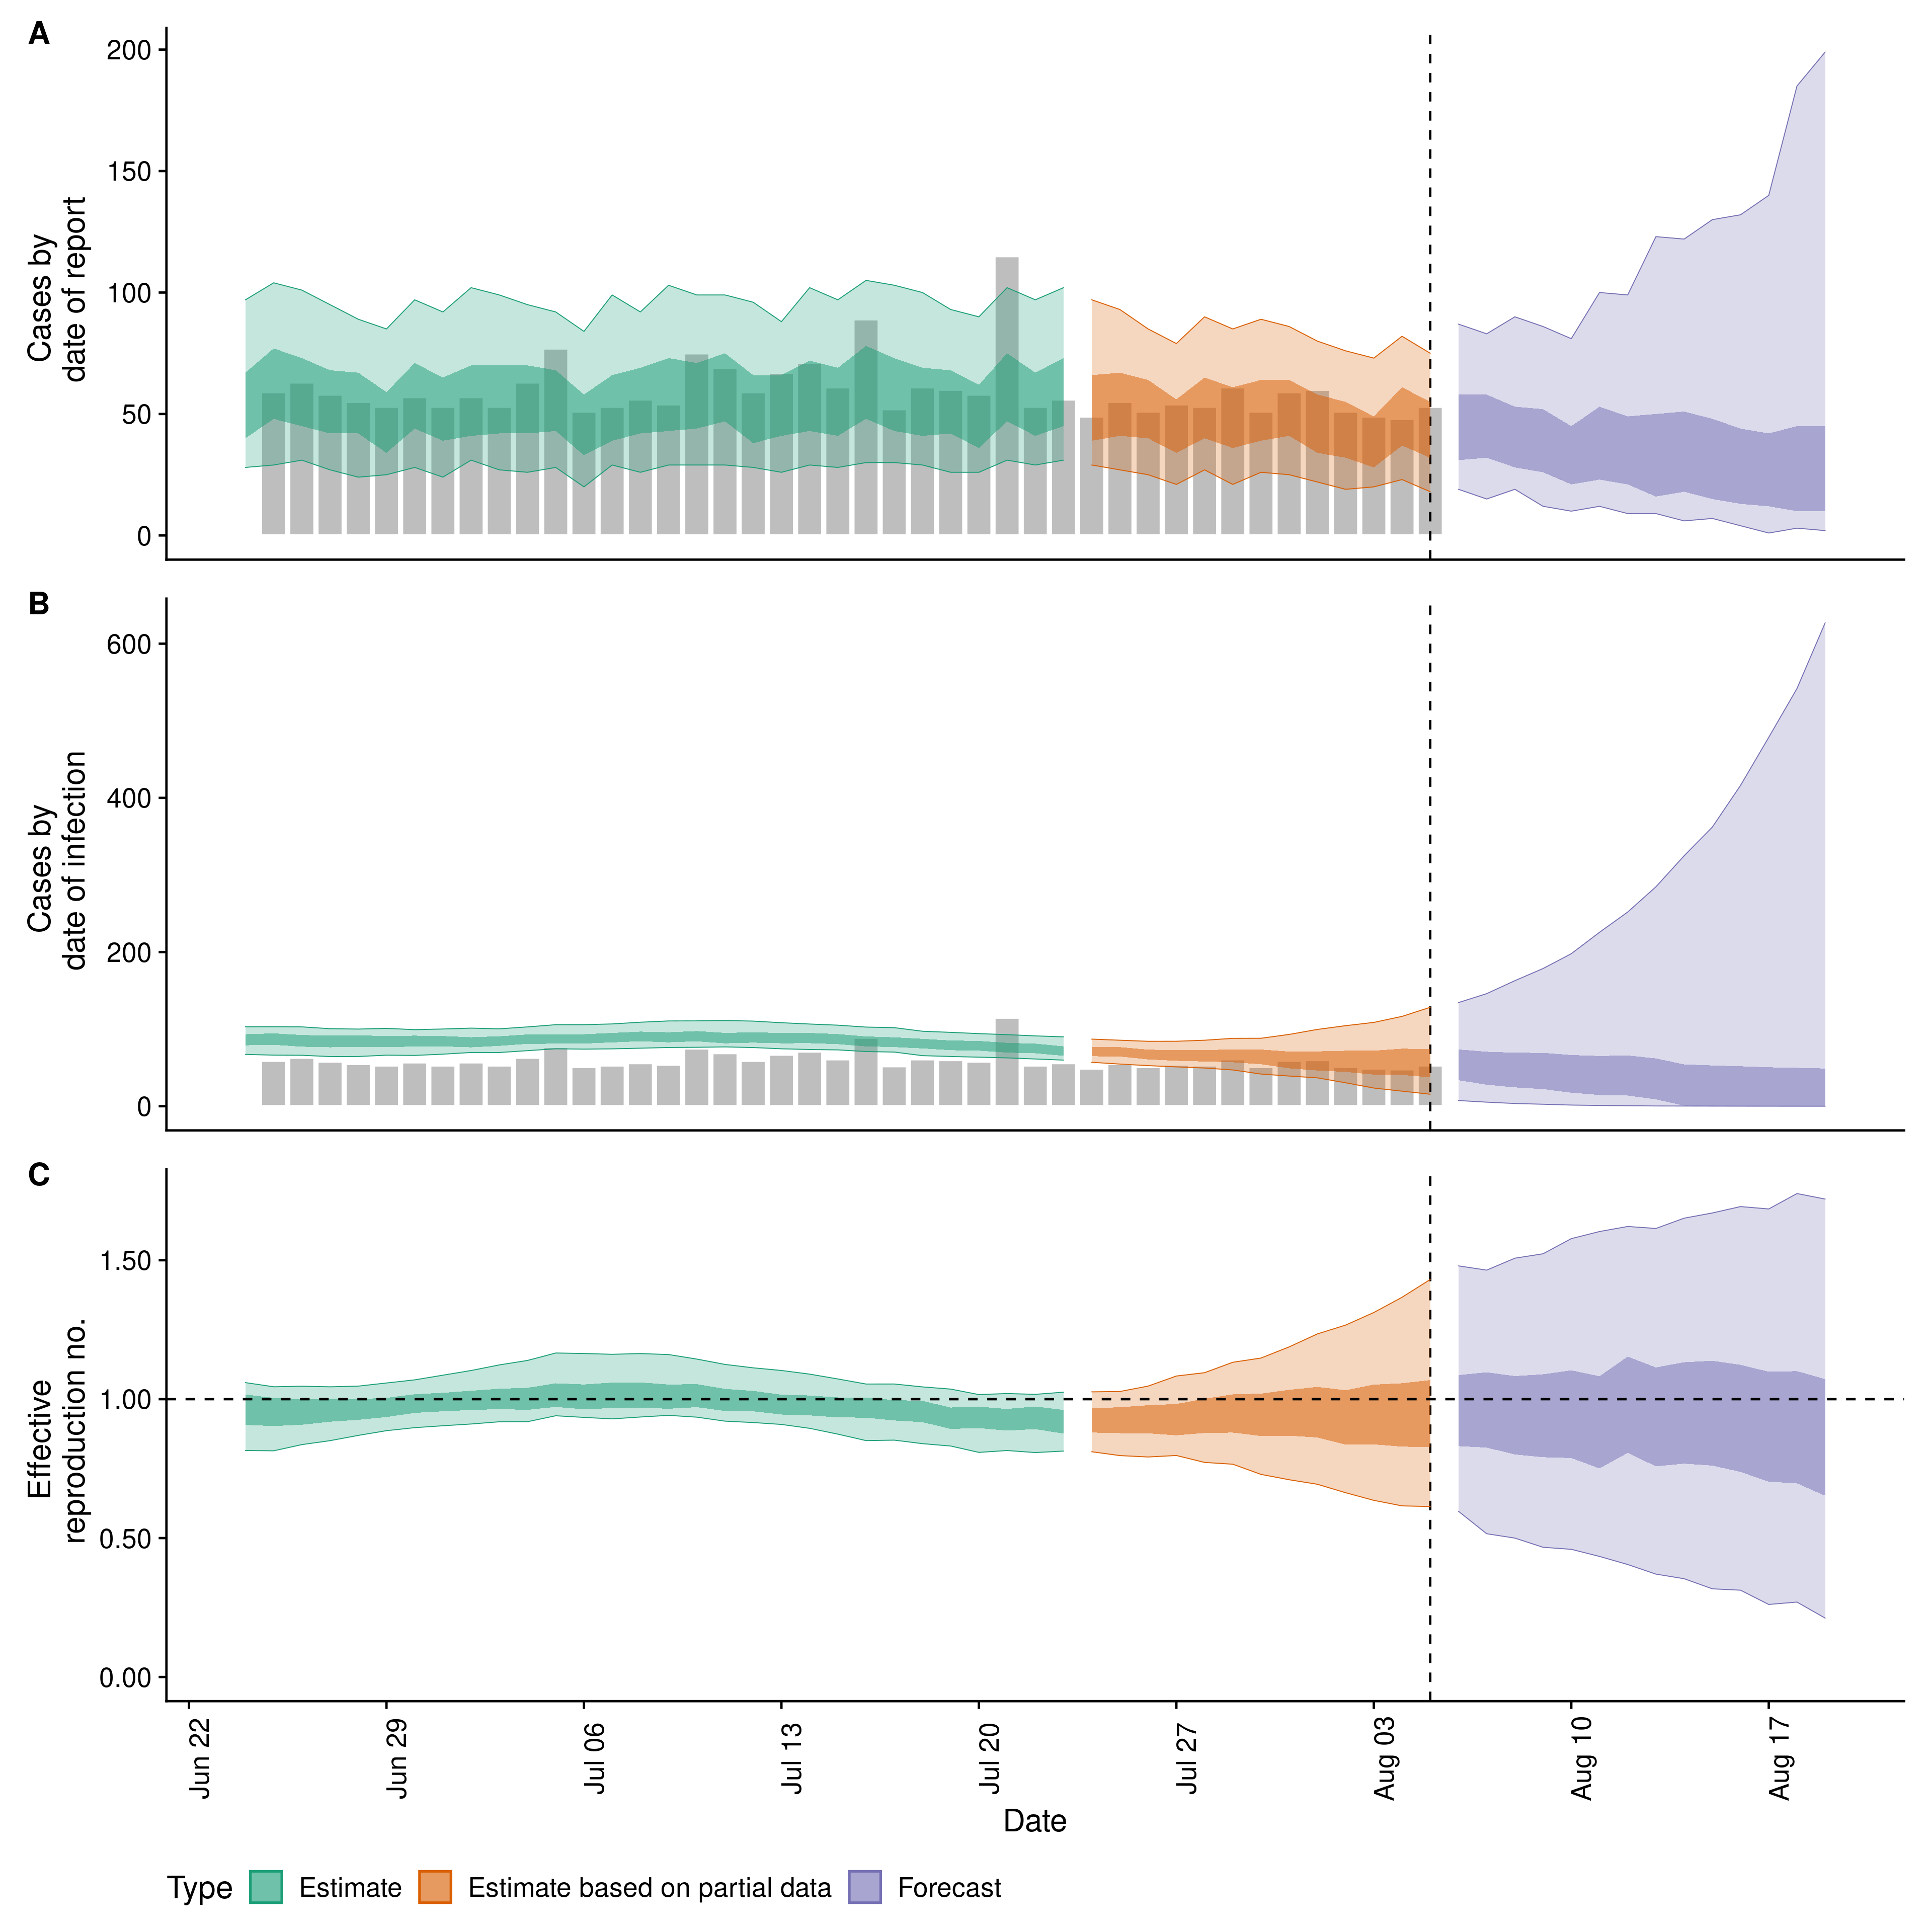 A
200
150
100
50
0
Cases by
date of report
B
600
400
200
0
Cases by
date of infection
C
1.50
1.00
0.50
0.00
Effective
reproduction no.
Jun 22
Jun 29
Jul 06
Jul 13
Jul 20
Jul 27
Aug 03
Aug 10
Aug 17
Date
Type Estimate Estimate based on partial data Forecast